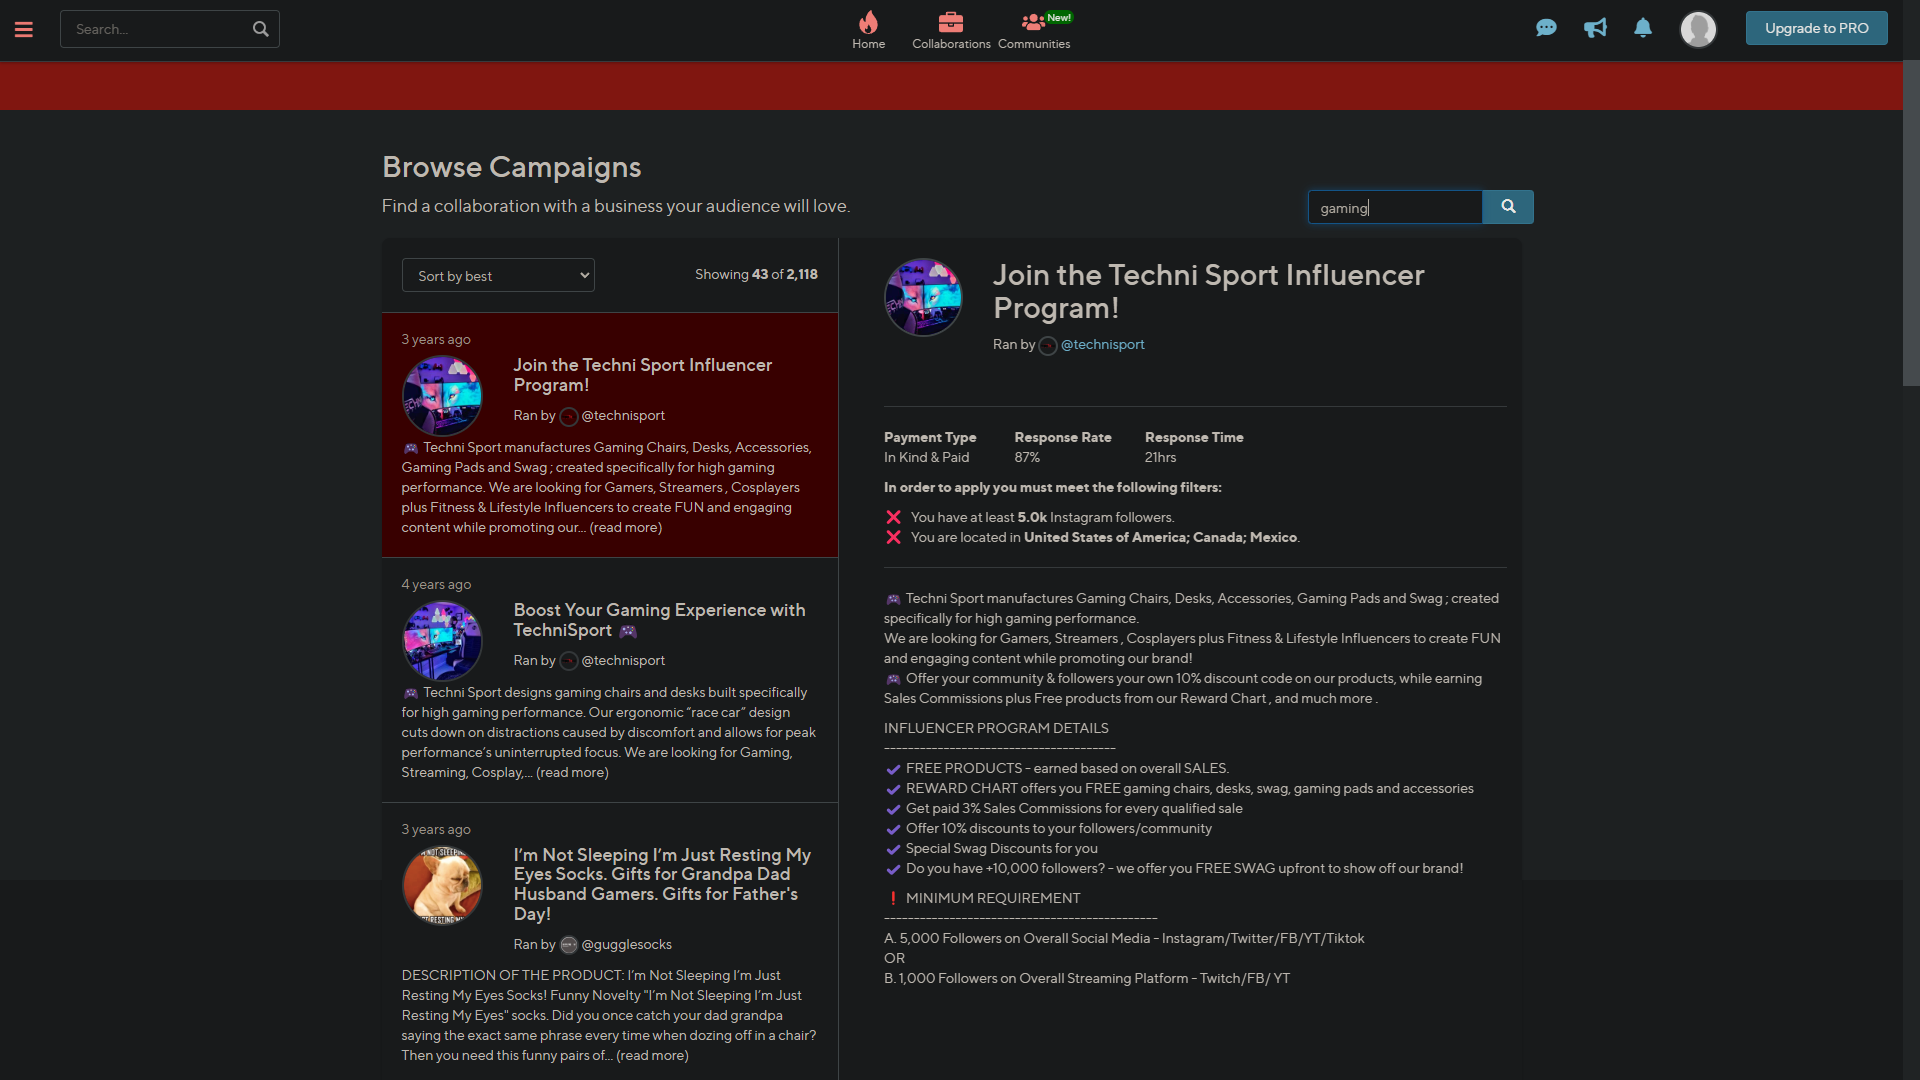 Search...
Home
Collaborations
Communities
New!
Upgrade to PRO
Browse Campaigns
Find a collaboration with a business your audience will love.
gaming
Sort by best
Showing 43 of 2,118
3 years ago
Join the Techni Sport Influencer
Program!
Ran by @technisport
🎮 Techni Sport manufactures Gaming Chairs, Desks, Accessories,
Gaming Pads and Swag ; created specifically for high gaming
performance. We are looking for Gamers, Streamers , Cosplayers
plus Fitness & Lifestyle Influencers to create FUN and engaging
content while promoting our... (read more)
4 years ago
Boost Your Gaming Experience with
TechniSport 🎮
Ran by @technisport
🎮 Techni Sport designs gaming chairs and desks built specifically
for high gaming performance. Our ergonomic “race car” design
cuts down on distractions caused by discomfort and allows for peak
performance’s uninterrupted focus. We are looking for Gaming,
Streaming, Cosplay,... (read more)
3 years ago
I’m Not Sleeping I’m Just Resting My
Eyes Socks. Gifts for Grandpa Dad
Husband Gamers. Gifts for Father's
Day!
Ran by @gugglesocks
DESCRIPTION OF THE PRODUCT: I’m Not Sleeping I’m Just
Resting My Eyes Socks! Funny Novelty "I’m Not Sleeping I’m Just
Resting My Eyes" socks. Did you once catch your dad grandpa
saying the exact same phrase every time when dozing off in a chair?
Then you need this funny pairs of... (read more)
Join the Techni Sport Influencer
Program!
Ran by @technisport
Payment Type Response Rate Response Time
In Kind & Paid 87% 21hrs
In order to apply you must meet the following filters:
❌ You have at least 5.0k Instagram followers.
❌ You are located in United States of America; Canada; Mexico.
🎮 Techni Sport manufactures Gaming Chairs, Desks, Accessories, Gaming Pads and Swag ; created
specifically for high gaming performance.
We are looking for Gamers, Streamers , Cosplayers plus Fitness & Lifestyle Influencers to create FUN
and engaging content while promoting our brand!
🎮 Offer your community & followers your own 10% discount code on our products, while earning
Sales Commissions plus Free products from our Reward Chart , and much more .
INFLUENCER PROGRAM DETAILS
---------------------------------------
✔ FREE PRODUCTS - earned based on overall SALES.
✔ REWARD CHART offers you FREE gaming chairs, desks, swag, gaming pads and accessories
✔ Get paid 3% Sales Commissions for every qualified sale
✔ Offer 10% discounts to your followers/community
✔ Special Swag Discounts for you
✔ Do you have +10,000 followers? - we offer you FREE SWAG upfront to show off our brand!
❗ MINIMUM REQUIREMENT
----------------------------------------------
A. 5,000 Followers on Overall Social Media - Instagram/Twitter/FB/YT/Tiktok
OR
B. 1,000 Followers on Overall Streaming Platform - Twitch/FB/ YT